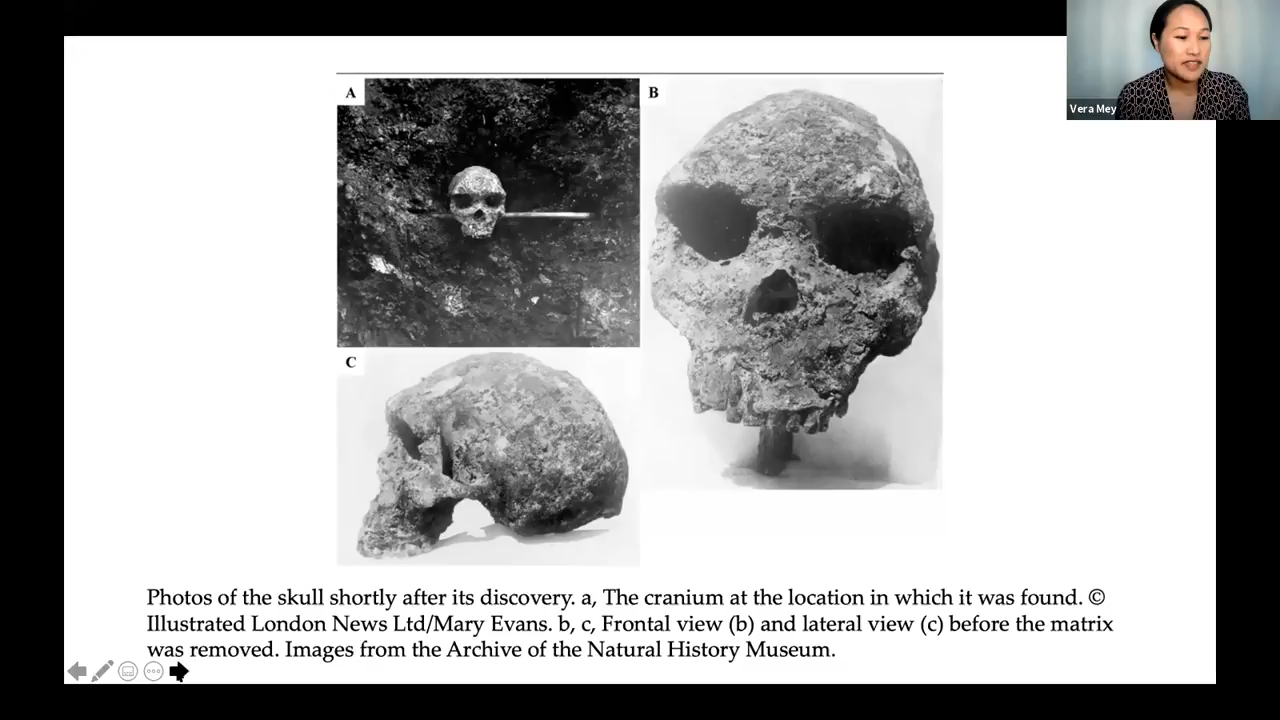 Vera Mey
A
B
C
Photos of the skull shortly after its discovery. a, The cranium at the location in which it was found. ©
Illustrated London News Ltd/Mary Evans. b, c, Frontal view (b) and lateral view (c) before the matrix
was removed. Images from the Archive of the Natural History Museum.